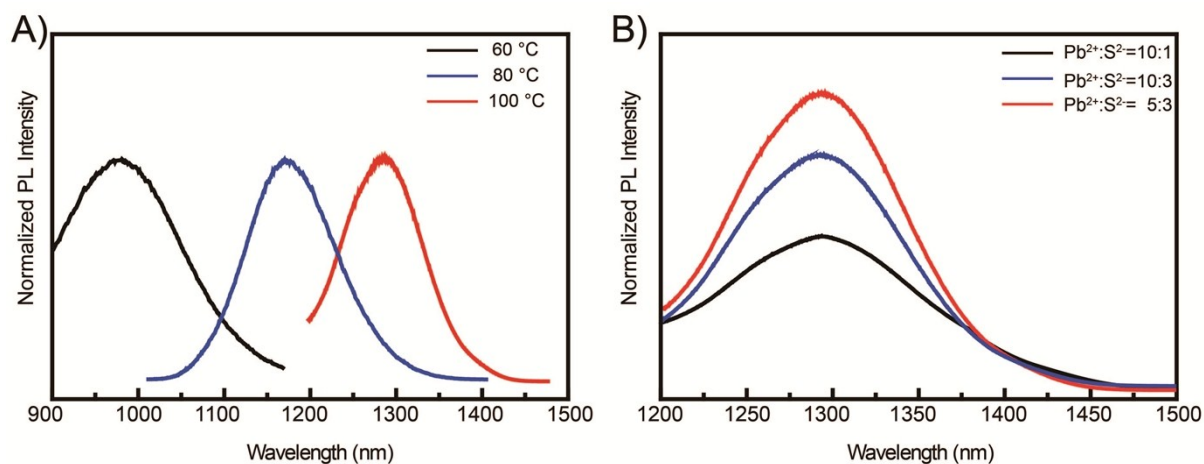 A)
Normalized PL Intensity
60 °C
80 °C
100 °C
900 1000 1100 1200 1300 1400 1500
Wavelength (nm)
B)
Normalized PL Intensity
Pb²⁺:S²⁻=10:1
Pb²⁺:S²⁻=10:3
Pb²⁺:S²⁻= 5:3
1200 1250 1300 1350 1400 1450 1500
Wavelength (nm)